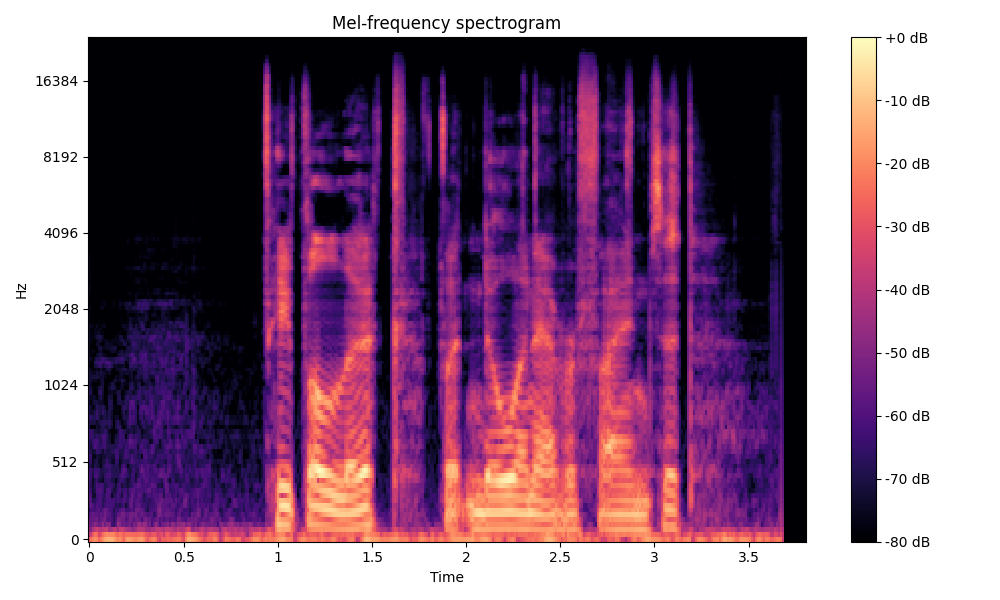 Mel-frequency spectrogram
+0 dB
16384
-10 dB
8192
-20 dB
4096
-30 dB
Hz
2048
-40 dB
-50 dB
1024
-60 dB
512
-70 dB
0
-80 dB
0 0.5 1 1.5 2 2.5 3 3.5
Time